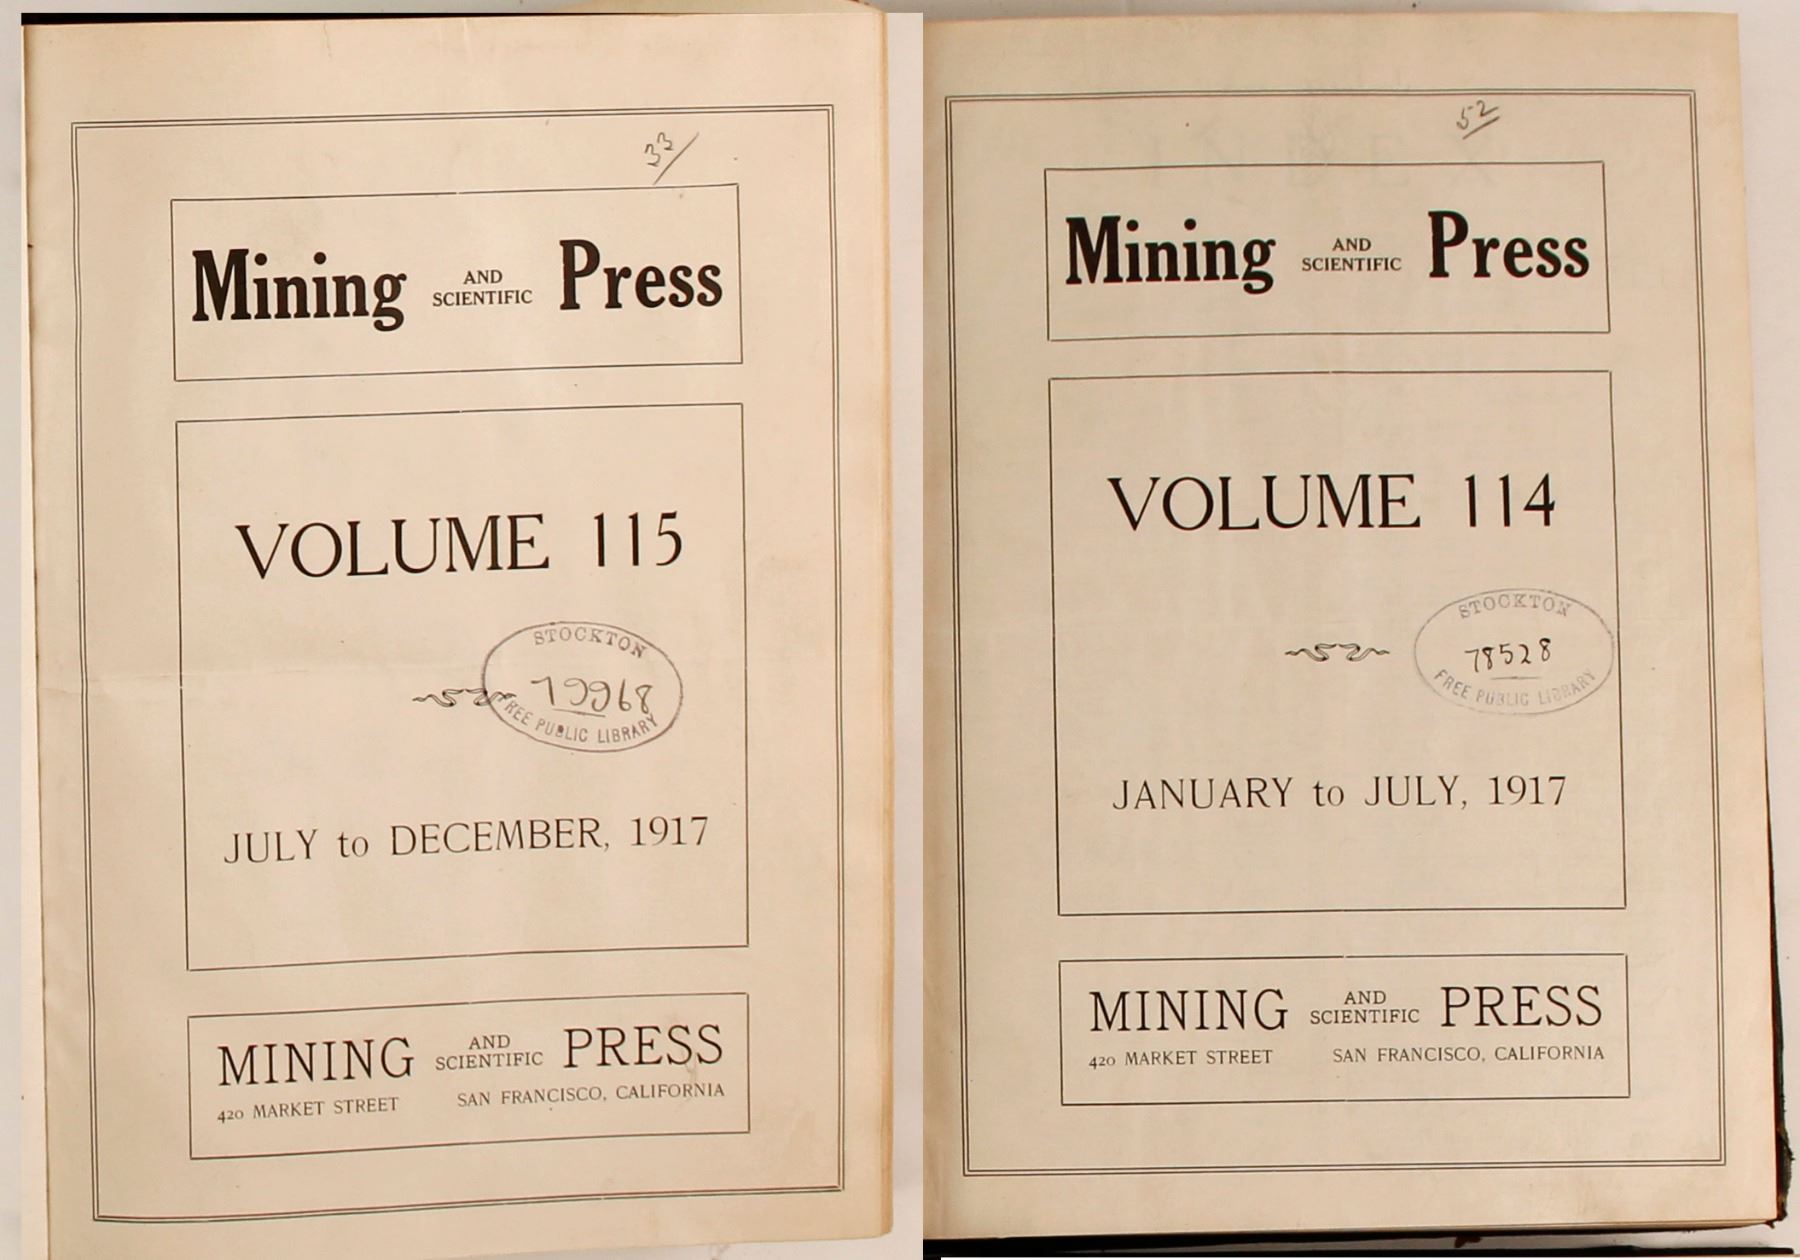 33/
Mining AND SCIENTIFIC Press
VOLUME 115
STOCKTON
79968
FREE PUBLIC LIBRARY
JULY to DECEMBER, 1917
MINING AND SCIENTIFIC PRESS
420 MARKET STREET SAN FRANCISCO, CALIFORNIA
52
INDEX
Mining AND SCIENTIFIC Press
VOLUME 114
STOCKTON
78528
FREE PUBLIC LIBRARY
JANUARY to JULY, 1917
MINING AND SCIENTIFIC PRESS
420 MARKET STREET SAN FRANCISCO, CALIFORNIA